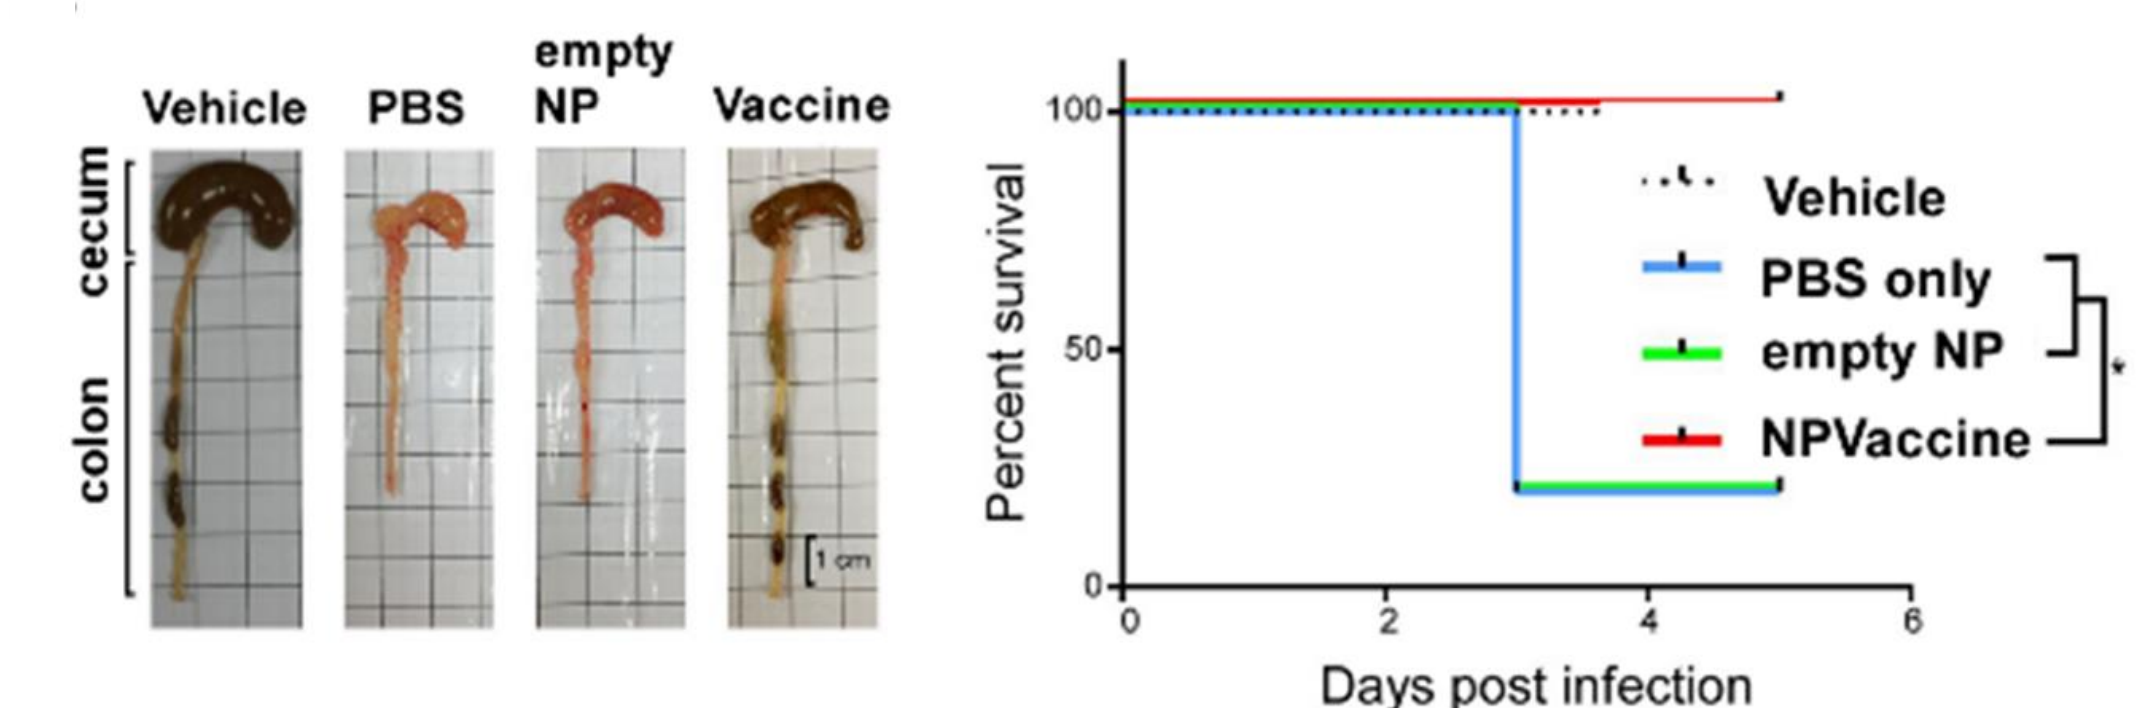 Vehicle
PBS
empty
NP
Vaccine
cecum
colon
1 cm
Percent survival
100
50
0
0
2
4
6
Days post infection
Vehicle
PBS only
empty NP
NPVaccine
*